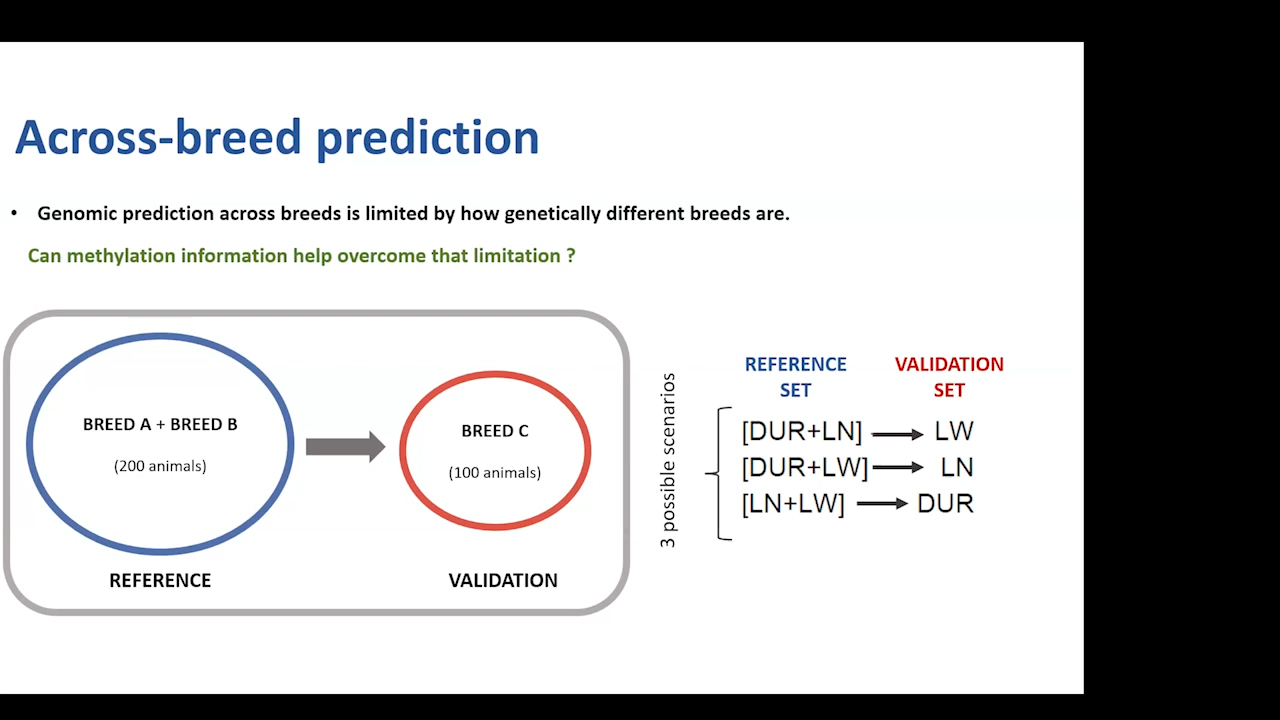 Across-breed prediction
• Genomic prediction across breeds is limited by how genetically different breeds are.
Can methylation information help overcome that limitation ?
BREED A + BREED B
(200 animals)
REFERENCE
BREED C
(100 animals)
VALIDATION
3 possible scenarios
REFERENCE
SET
VALIDATION
SET
[DUR+LN] → LW
[DUR+LW] → LN
[LN+LW] → DUR